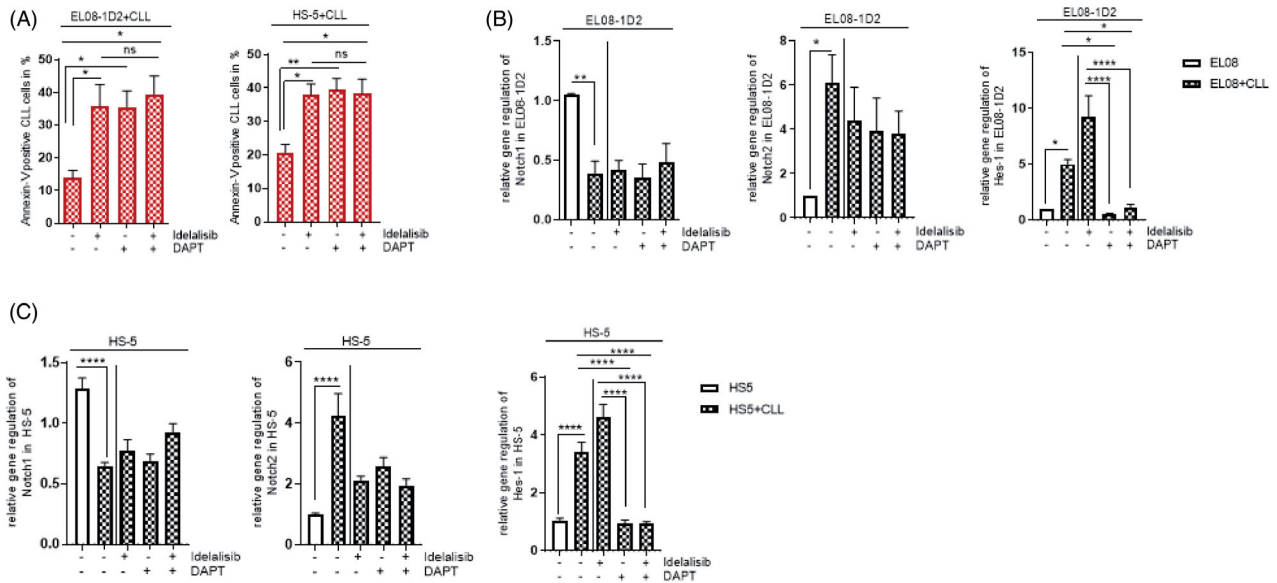 (A)
EL08-1D2+CLL
*
ns
*
*
Annexin-V positive CLL cells in %
50
40
30
20
10
0
- + - + Idelalisib
- - + + DAPT
HS-5+CLL
*
ns
**
*
Annexin-V positive CLL cells in %
50
40
30
20
10
0
- + - + Idelalisib
- - + + DAPT
(B)
EL08-1D2
**
relative gene regulation of
Notch1 in EL08-1D2
1.5
1.0
0.5
0.0
- - + - + Idelalisib
- - - + + DAPT
EL08-1D2
*
relative gene regulation of
Notch2 in EL08-1D2
8
6
4
2
0
- - + - + Idelalisib
- - - + + DAPT
EL08-1D2
*
*
****
****
*
relative gene regulation of
Hes-1 in EL08-1D2
15
10
5
0
- - + - + Idelalisib
- - - + + DAPT
EL08
EL08+CLL
(C)
HS-5
****
relative gene regulation of
Notch1 in HS-5
1.5
1.0
0.5
0.0
- - + - + Idelalisib
- - - + + DAPT
HS-5
****
relative gene regulation of
Notch2 in HS-5
6
4
2
0
- - + - + Idelalisib
- - - + + DAPT
HS-5
****
****
****
****
****
relative gene regulation of
Hes-1 in HS-5
6
4
2
0
- - + - + Idelalisib
- - - + + DAPT
HS5
HS5+CLL